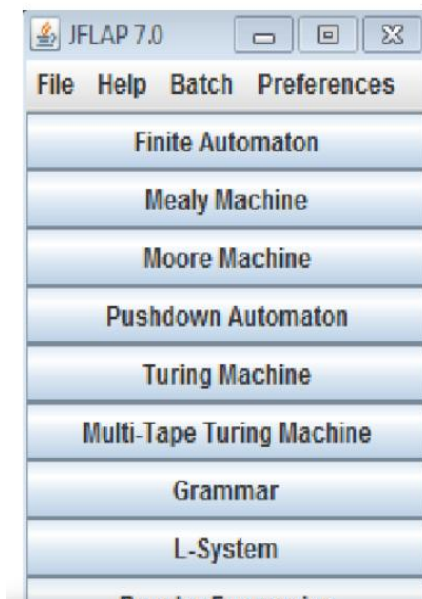 JFLAP 7.0
File Help Batch Preferences
Finite Automaton
Mealy Machine
Moore Machine
Pushdown Automaton
Turing Machine
Multi-Tape Turing Machine
Grammar
L-System